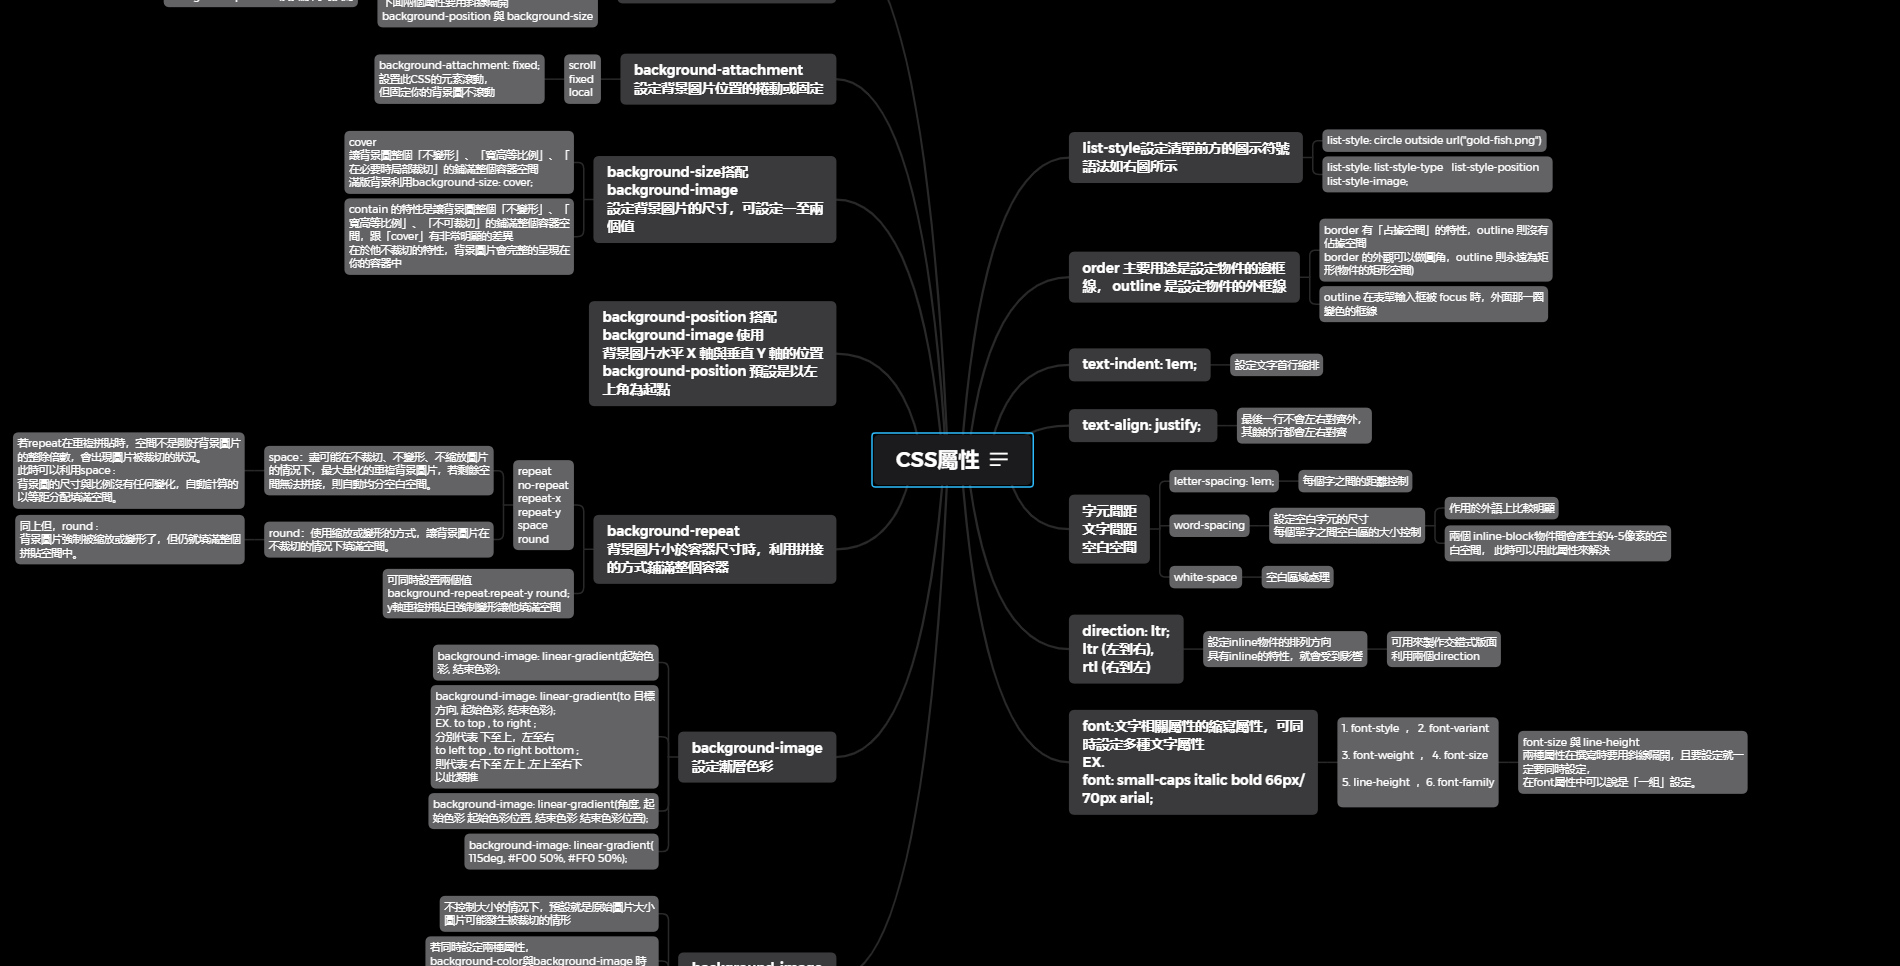 下面兩個屬性要用斜線隔開
background-position 與 background-size
background-attachment: fixed;
設置此CSS的元素滾動，
但固定你的背景圖不滾動
scroll
fixed
local
background-attachment
設定背景圖片位置的捲動或固定
cover
讓背景圖整個「不變形」、「寬高等比例」、「
在必要時局部裁切」的鋪滿整個容器空間
滿版背景利用background-size: cover;
contain 的特性是讓背景圖整個「不變形」、「
寬高等比例」、「不可裁切」的鋪滿整個容器空
間，跟「cover」有非常明顯的差異
在於他不裁切的特性，背景圖片會完整的呈現在
你的容器中
background-size搭配
background-image
設定背景圖片的尺寸，可設定一至兩
個值
background-position 搭配
background-image 使用
背景圖片水平 X 軸與垂直 Y 軸的位置
background-position 預設是以左
上角為起點
若repeat在重複拼貼時，空間不是剛好背景圖片
的整除倍數，會出現圖片被裁切的狀況。
此時可以利用space :
背景圖的尺寸與比例沒有任何變化，自動計算的
以等距分配填滿空間。
同上但，round :
背景圖片強制被縮放或變形了，但仍就填滿整個
拼貼空間中。
space：盡可能在不裁切、不變形、不縮放圖片
的情況下，最大量化的重複背景圖片，若剩餘空
間無法拼接，則自動均分空白空間。
round：使用縮放或變形的方式，讓背景圖片在
不裁切的情況下填滿空間。
repeat
no-repeat
repeat-x
repeat-y
space
round
可同時設置兩個值
background-repeat:repeat-y round;
y軸重複拼貼且強制變形讓他填滿空間
background-repeat
背景圖片小於容器尺寸時，利用拼接
的方式鋪滿整個容器
background-image: linear-gradient(起始色
彩, 結束色彩);
background-image: linear-gradient(to 目標
方向, 起始色彩, 結束色彩);
EX. to top , to right ;
分別代表 下至上，左至右
to left top , to right bottom ;
則代表 右下至 左上 ,左上至右下
以此類推
background-image: linear-gradient(角度, 起
始色彩 起始色彩位置, 結束色彩 結束色彩位置);
background-image: linear-gradient(
115deg, #F00 50%, #FF0 50%);
background-image
設定漸層色彩
不控制大小的情況下，預設就是原始圖片大小
圖片可能發生被裁切的情形
若同時設定兩種屬性，
background-color與background-image 時
background-image
CSS屬性
list-style設定清單前方的圖示符號
語法如右圖所示
list-style: circle outside url("gold-fish.png")
list-style: list-style-type list-style-position
list-style-image;
order 主要用途是設定物件的邊框
線， outline 是設定物件的外框線
border 有「占據空間」的特性，outline 則沒有
佔據空間
border 的外觀可以做圓角，outline 則永遠為矩
形(物件的矩形空間)
outline 在表單輸入框被 focus 時，外面那一圈
變色的框線
text-indent: 1em;
設定文字首行縮排
text-align: justify;
最後一行不會左右對齊外，
其餘的行都會左右對齊
字元間距
文字間距
空白空間
letter-spacing: 1em;
每個字之間的距離控制
word-spacing
設定空白字元的尺寸
每個單字之間空白區的大小控制
作用於外語上比較明顯
兩個 inline-block物件間會產生約4-5像素的空
白空間， 此時可以用此屬性來解決
white-space
空白區域處理
direction: ltr;
ltr (左到右),
rtl (右到左)
設定inline物件的排列方向
具有inline的特性，就會受到影響
可用來製作交錯式版面
利用兩個direction
font:文字相關屬性的縮寫屬性，可同
時設定多種文字屬性
EX.
font: small-caps italic bold 66px/
70px arial;
1. font-style ， 2. font-variant
3. font-weight ， 4. font-size
5. line-height ，6. font-family
font-size 與 line-height
兩種屬性在撰寫時要用斜線隔開，且要設定就一
定要同時設定,
在font屬性中可以說是「一組」設定。